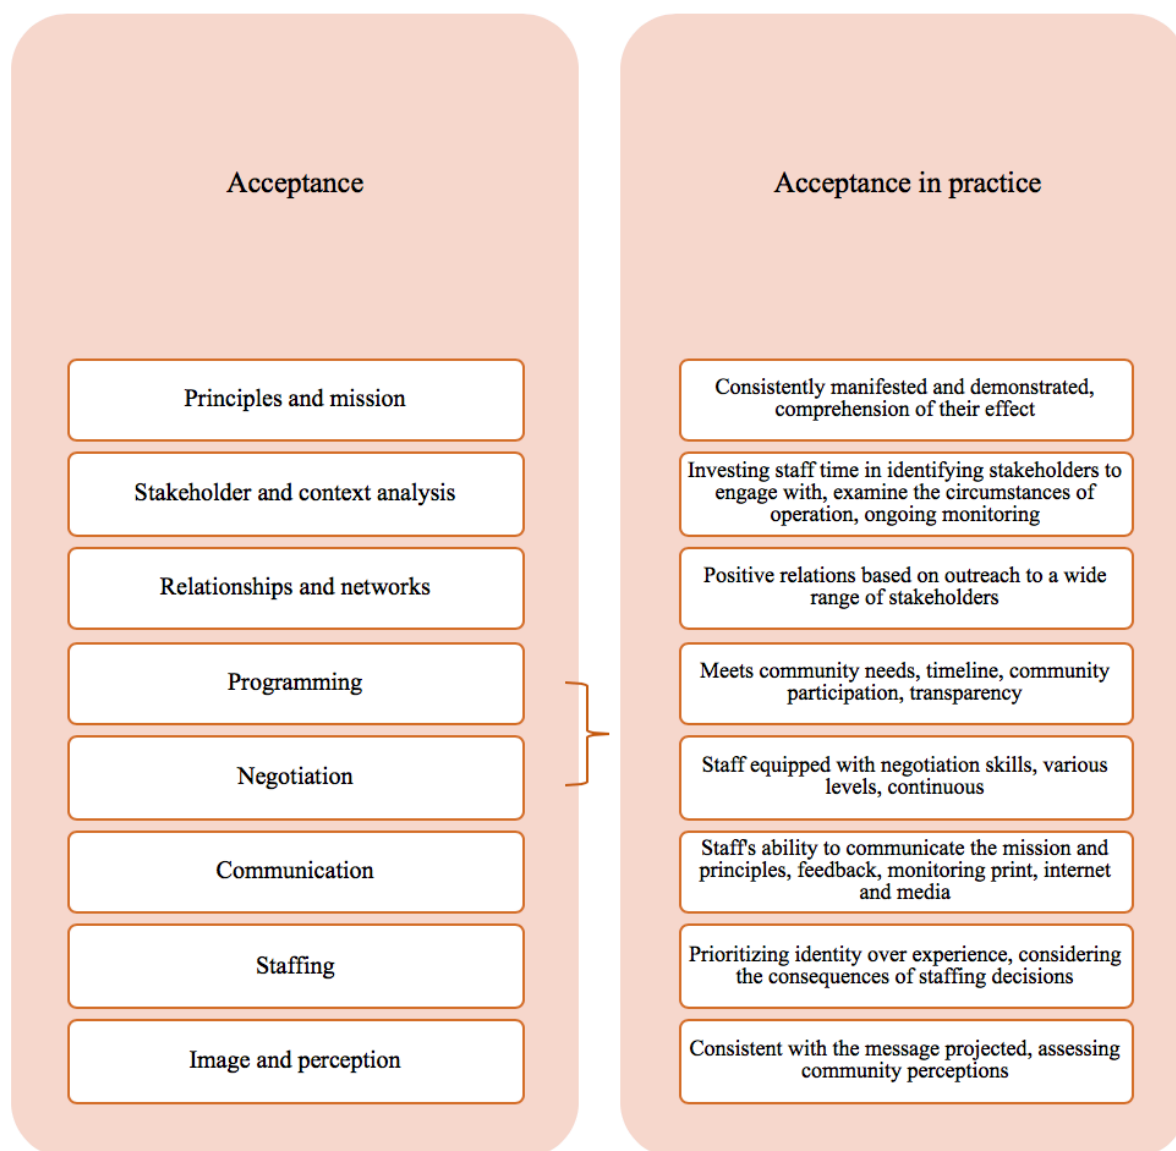 Acceptance
Principles and mission
Stakeholder and context analysis
Relationships and networks
Programming
Negotiation
Communication
Staffing
Image and perception
Acceptance in practice
Consistently manifested and demonstrated,
comprehension of their effect
Investing staff time in identifying stakeholders to
engage with, examine the circumstances of
operation, ongoing monitoring
Positive relations based on outreach to a wide
range of stakeholders
Meets community needs, timeline, community
participation, transparency
Staff equipped with negotiation skills, various
levels, continuous
Staff's ability to communicate the mission and
principles, feedback, monitoring print, internet
and media
Prioritizing identity over experience, considering
the consequences of staffing decisions
Consistent with the message projected, assessing
community perceptions